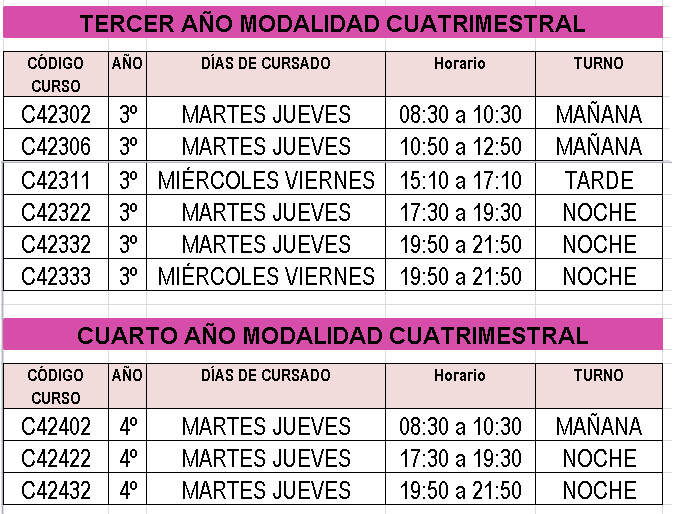 TERCER AÑO MODALIDAD CUATRIMESTRAL
CÓDIGO CURSO AÑO DÍAS DE CURSADO Horario TURNO
C42302 3º MARTES JUEVES 08:30 a 10:30 MAÑANA
C42306 3º MARTES JUEVES 10:50 a 12:50 MAÑANA
C42311 3º MIÉRCOLES VIERNES 15:10 a 17:10 TARDE
C42322 3º MARTES JUEVES 17:30 a 19:30 NOCHE
C42332 3º MARTES JUEVES 19:50 a 21:50 NOCHE
C42333 3º MIÉRCOLES VIERNES 19:50 a 21:50 NOCHE
CUARTO AÑO MODALIDAD CUATRIMESTRAL
CÓDIGO CURSO AÑO DÍAS DE CURSADO Horario TURNO
C42402 4º MARTES JUEVES 08:30 a 10:30 MAÑANA
C42422 4º MARTES JUEVES 17:30 a 19:30 NOCHE
C42432 4º MARTES JUEVES 19:50 a 21:50 NOCHE